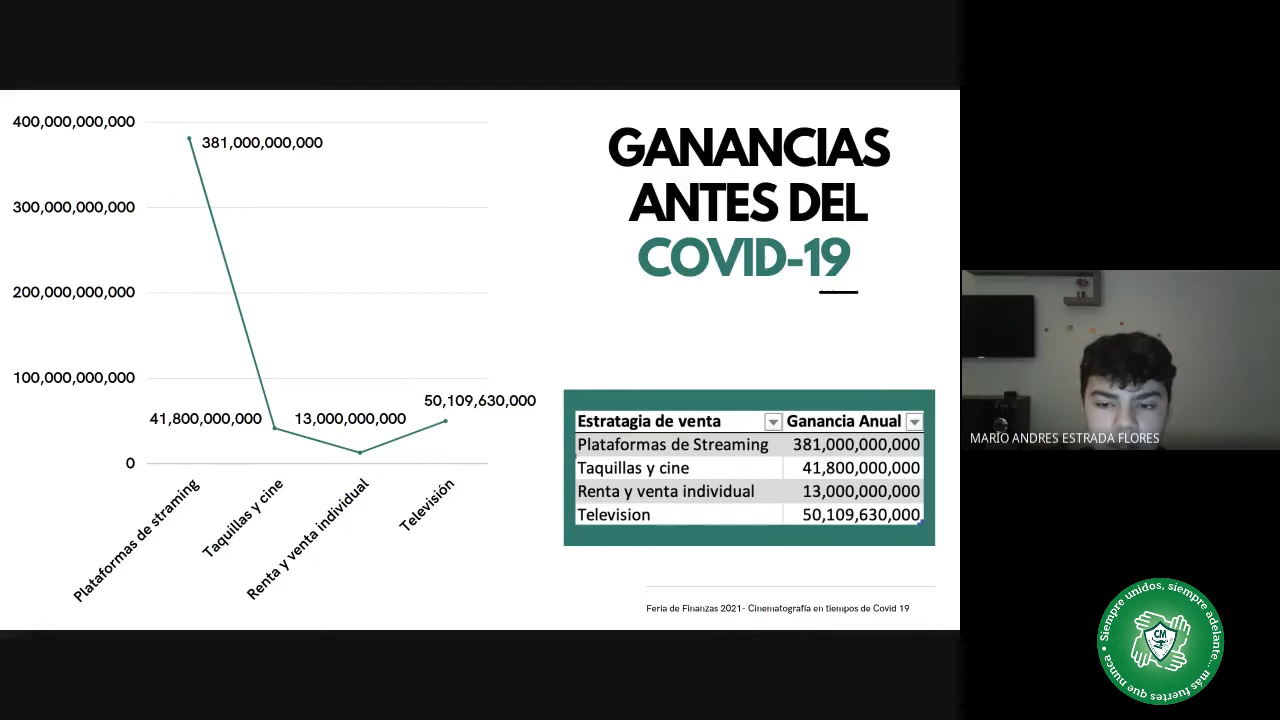 400,000,000,000
381,000,000,000
300,000,000,000
200,000,000,000
100,000,000,000
41,800,000,000
13,000,000,000
50,109,630,000
0
Plataformas de straming
Taquillas y cine
Renta y venta individual
Televisión
GANANCIAS
ANTES DEL
COVID-19
Estratagia de venta Ganancia Anual
Plataformas de Streaming 381,000,000,000
Taquillas y cine 41,800,000,000
Renta y venta individual 13,000,000,000
Television 50,109,630,000
Feria de Finanzas 2021- Cinematografía en tiempos de Covid 19
MARIO ANDRES ESTRADA FLORES
Siempre unidos, siempre adelante... más fuertes que nunca •
CM